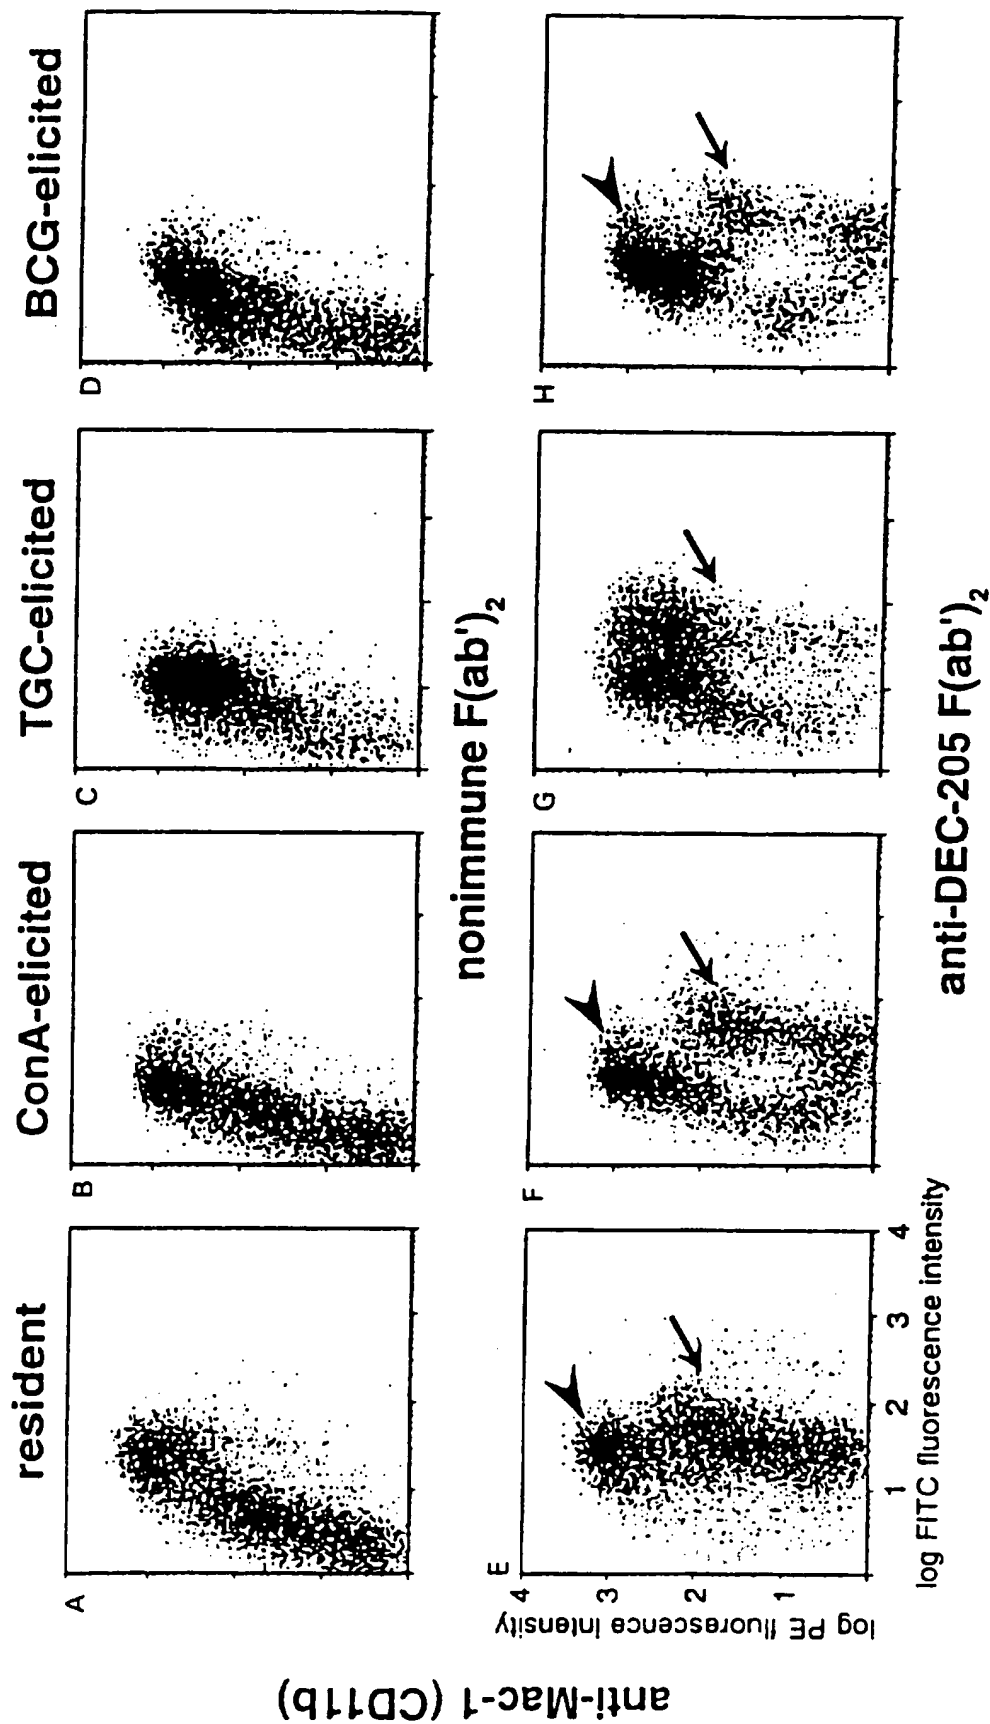 resident
ConA-elicited
TGC-elicited
BCG-elicited
A
B
C
D
nonimmune F(ab')2
E
F
G
H
4
3
2
1
log PE fluorescence Intensity
1
2
3
4
log FITC fluorescence intensity
anti-DEC-205 F(ab')2
anti-Mac-1 (CD11b)